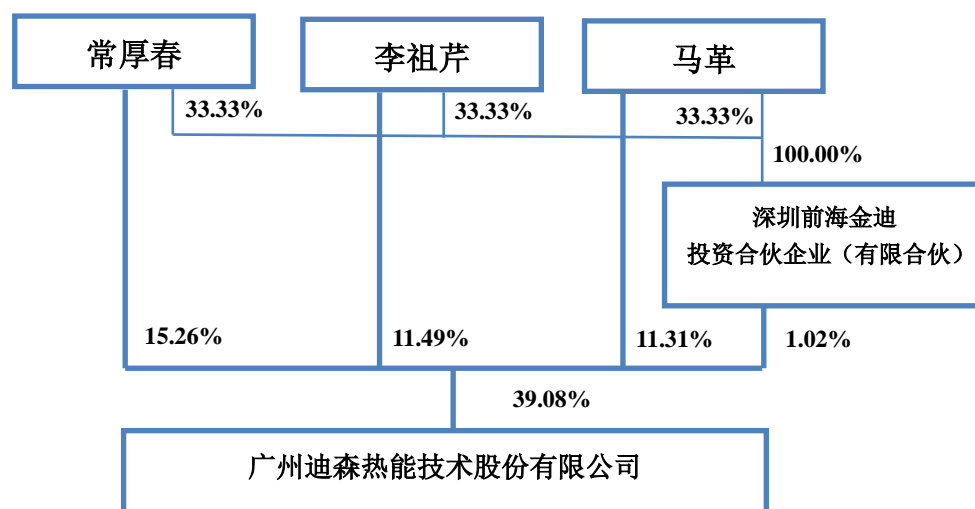 常厚春
李祖芹
马革
33.33%
33.33%
33.33%
100.00%
深圳前海金迪
投资合伙企业（有限合伙）
15.26%
11.49%
11.31%
1.02%
39.08%
广州迪森热能技术股份有限公司